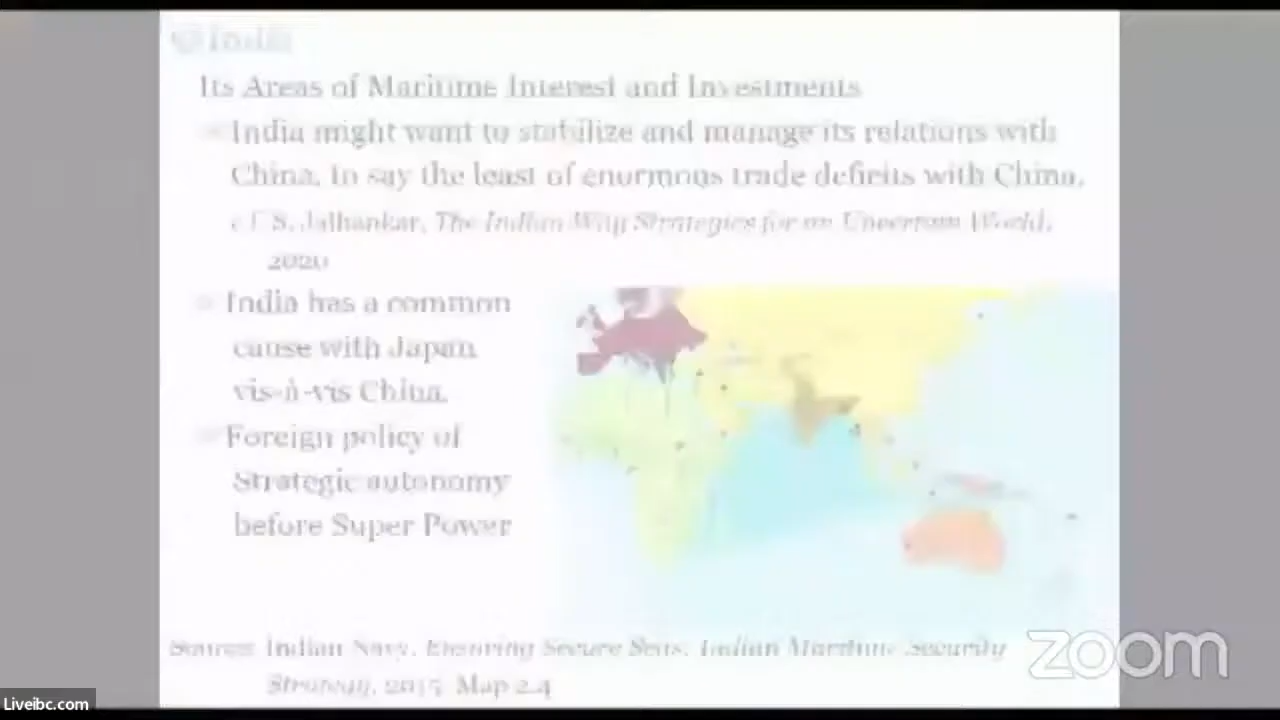 India
Its Areas of Maritime Interest and Investments
India might want to stabilize and manage its relations with
China, to say the least of enormous trade deficits with China.
c.f. S. Jaihankar, The Indian Way Strategies for an Uncertain World,
2020
India has a common
cause with Japan
vis-à-vis China.
Foreign policy of
Strategic autonomy
before Super Power
Source: Indian Navy, Ensuring Secure Seas: Indian Maritime Security
Strategy, 2015 Map 2.4
zoom
Liveibc.com